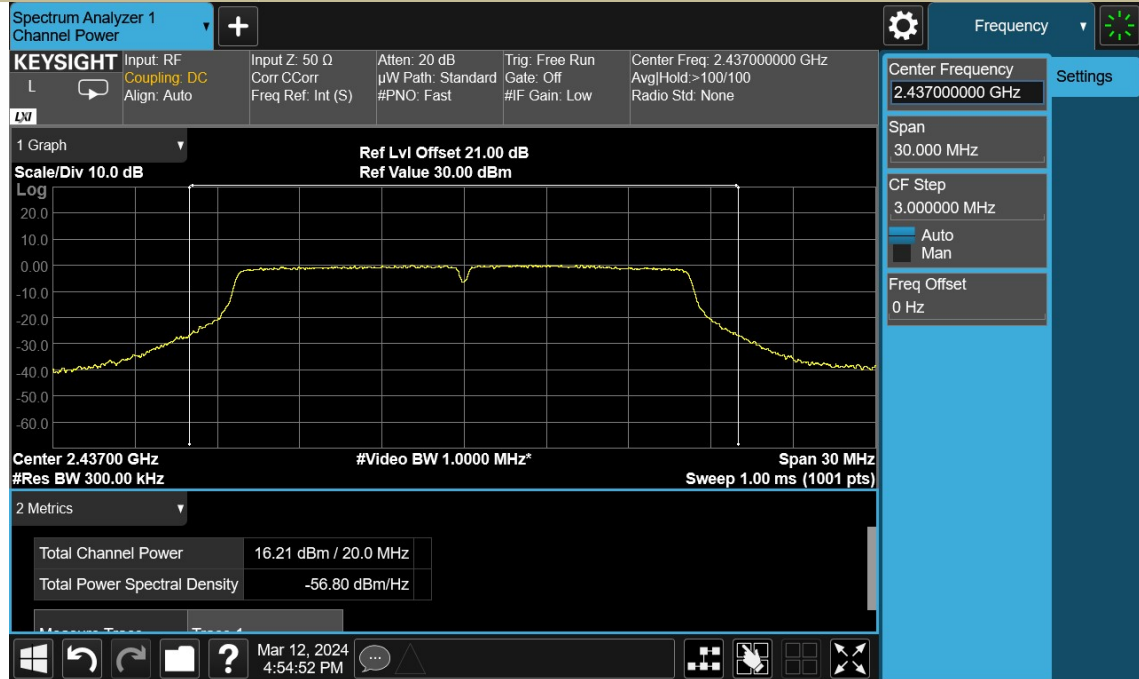 Spectrum Analyzer 1
Channel Power
+
Frequency
KEYSIGHT
L
LXI
Input: RF
Coupling: DC
Align: Auto
Input Z: 50 Ω
Corr CCorr
Freq Ref: Int (S)
Atten: 20 dB
µW Path: Standard
#PNO: Fast
Trig: Free Run
Gate: Off
#IF Gain: Low
Center Freq: 2.437000000 GHz
Avg|Hold:>100/100
Radio Std: None
Center Frequency
2.437000000 GHz
Settings
Span
30.000 MHz
CF Step
3.000000 MHz
Auto
Man
Freq Offset
0 Hz
1 Graph
Scale/Div 10.0 dB
Ref Lvl Offset 21.00 dB
Ref Value 30.00 dBm
Log
20.0
10.0
0.00
-10.0
-20.0
-30.0
-40.0
-50.0
-60.0
Center 2.43700 GHz
#Res BW 300.00 kHz
#Video BW 1.0000 MHz*
Span 30 MHz
Sweep 1.00 ms (1001 pts)
2 Metrics
Total Channel Power 16.21 dBm / 20.0 MHz
Total Power Spectral Density -56.80 dBm/Hz
Measure Trace Trace 1
?
Mar 12, 2024
4:54:52 PM